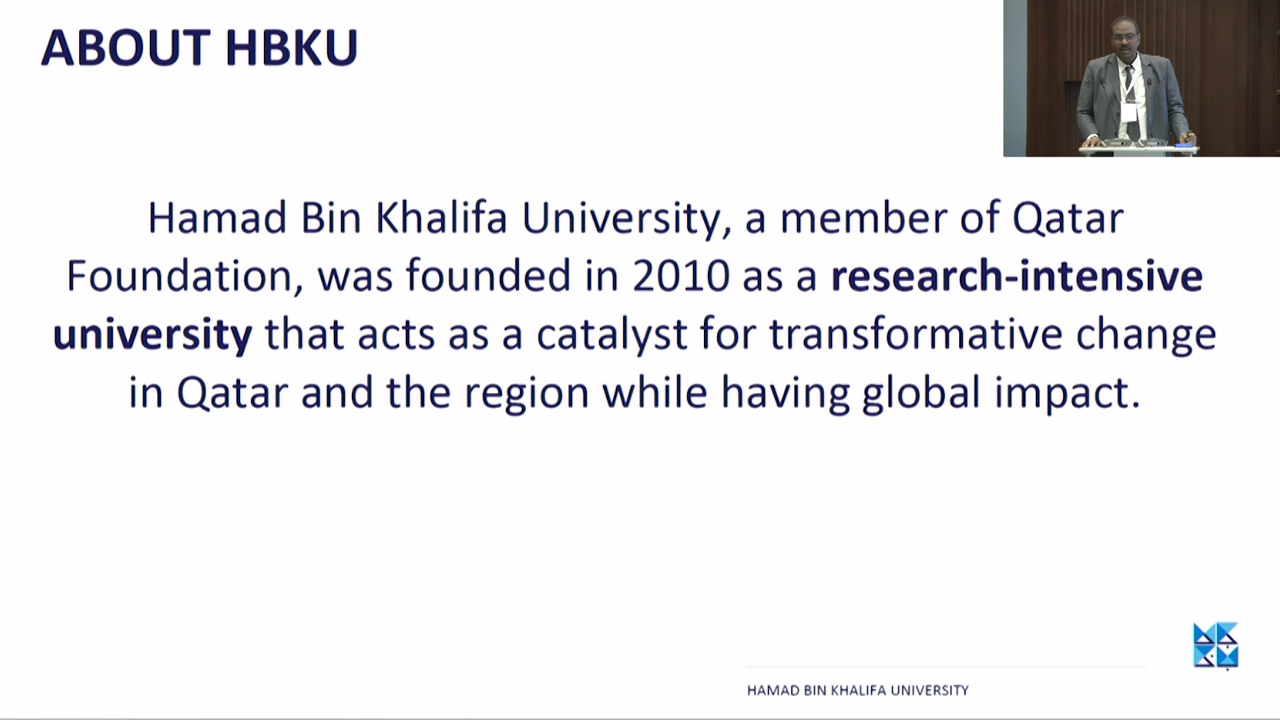 ABOUT HBKU
Hamad Bin Khalifa University, a member of Qatar
Foundation, was founded in 2010 as a research-intensive
university that acts as a catalyst for transformative change
in Qatar and the region while having global impact.
HAMAD BIN KHALIFA UNIVERSITY